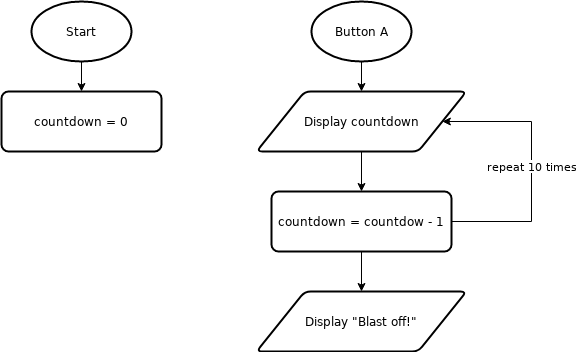 Start
countdown = 0
Button A
Display countdown
repeat 10 times
countdown = countdow - 1
Display "Blast off!"